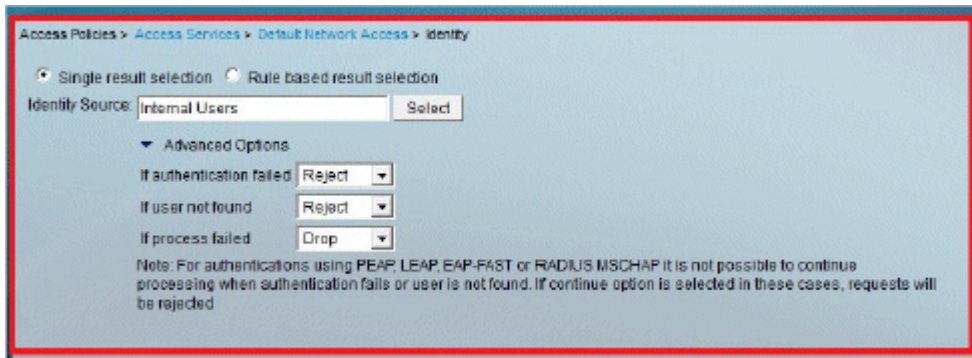 Access Policies > Access Services > Default Network Access > Identity
Single result selection Rule based result selection
Identity Source: Internal Users Select
Advanced Options
If authentication failed Reject
If user not found Reject
If process failed Drop
Note: For authentications using PEAP, LEAP, EAP-FAST or RADIUS MSCHAP it is not possible to continue
processing when authentication fails or user is not found. If continue option is selected in these cases, requests will
be rejected